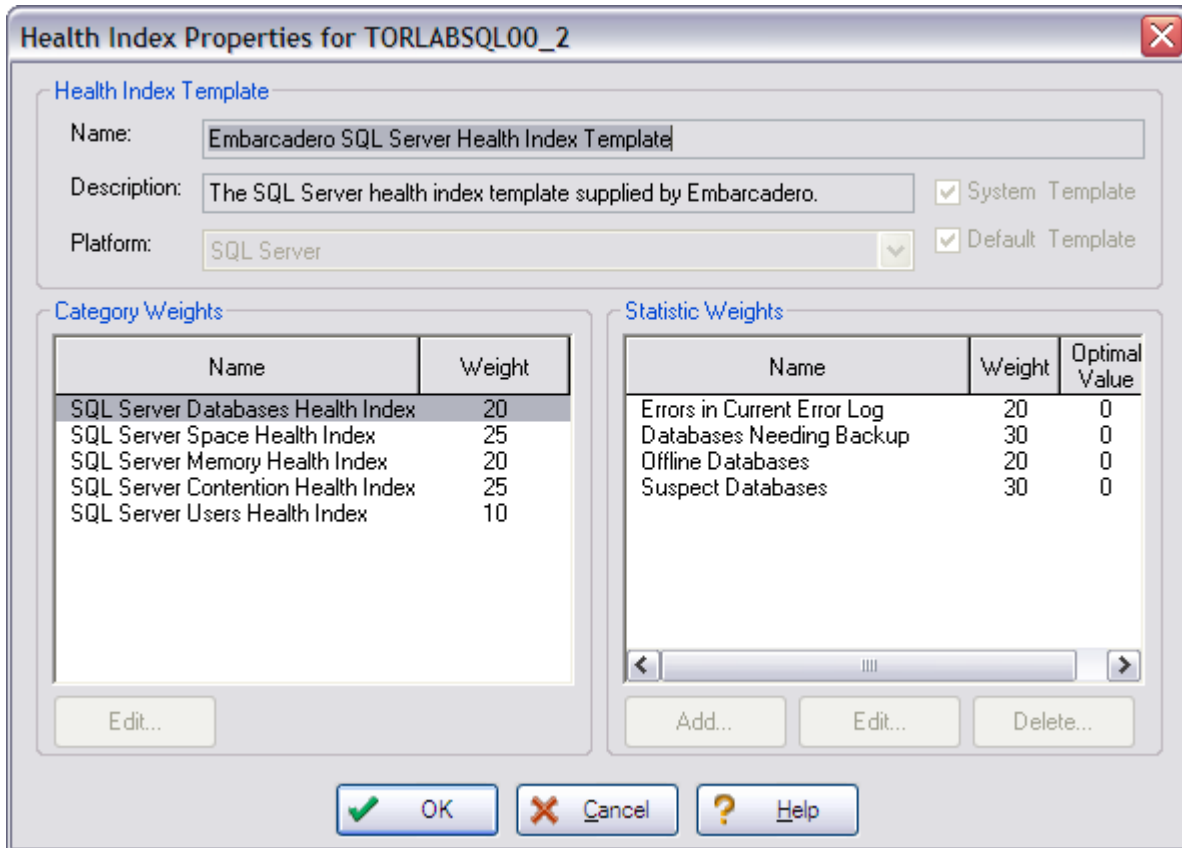 Health Index Properties for TORLABSQL00_2
Health Index Template
Name: Embarcadero SQL Server Health Index Template
Description: The SQL Server health index template supplied by Embarcadero. System Template
Platform: SQL Server Default Template
Category Weights
Name Weight
SQL Server Databases Health Index 20
SQL Server Space Health Index 25
SQL Server Memory Health Index 20
SQL Server Contention Health Index 25
SQL Server Users Health Index 10
Edit...
Statistic Weights
Name Weight Optimal Value
Errors in Current Error Log 20 0
Databases Needing Backup 30 0
Offline Databases 20 0
Suspect Databases 30 0
Add... Edit... Delete...
OK Cancel Help